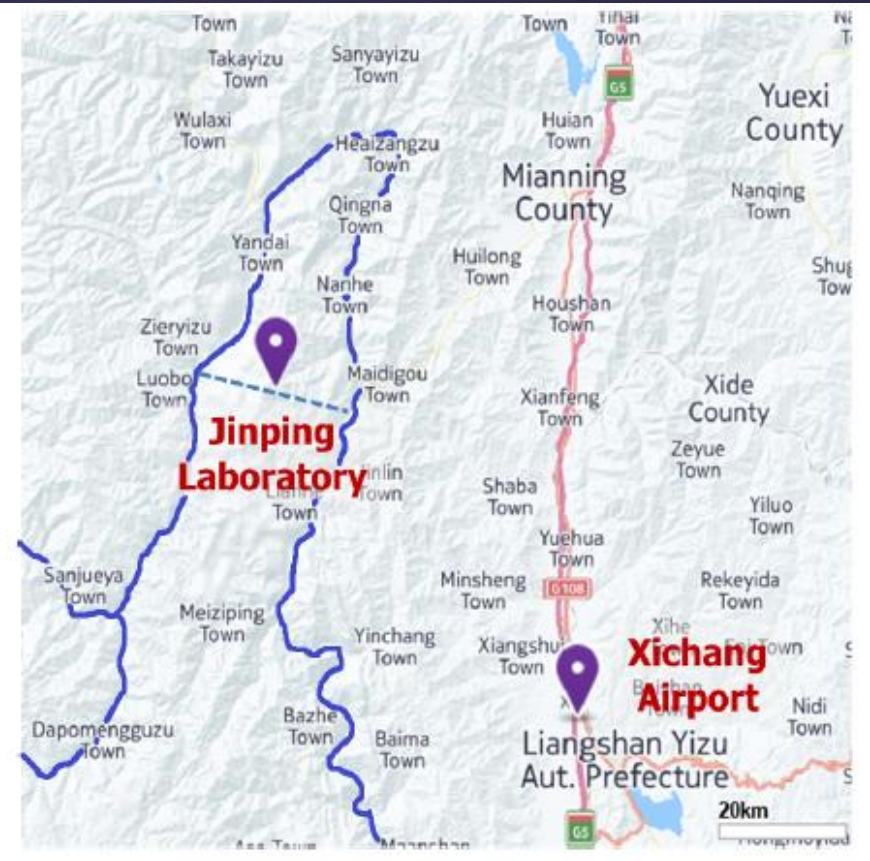 Town
Takayizu
Town
Sanyayizu
Town
Town
Yihai
Town
G5
Wulaxi
Town
Huian
Town
Yuexi
County
Heaizangzu
Town
Mianning
County
Nanqing
Town
Qingna
Town
Yandai
Town
Huilong
Town
Nanhe
Town
Houshan
Town
Zieryizu
Town
Luobo
Town
Maidigou
Town
Xianfeng
Town
Xide
County
Jinping
Laboratory
Town
Zeyue
Town
Shaba
Town
Town
Yiluo
Town
Yuehua
Town
Sanjueya
Town
Minsheng
Town
G108
Rekeyida
Town
Meiziping
Town
Yinchang
Town
Xiangshui
Town
Xihe
Town
Xichang
Airport
Nidi
Town
Dapomengguzu
Town
Bazhe
Town
Baima
Town
Liangshan Yizu
Aut. Prefecture
20km
G5